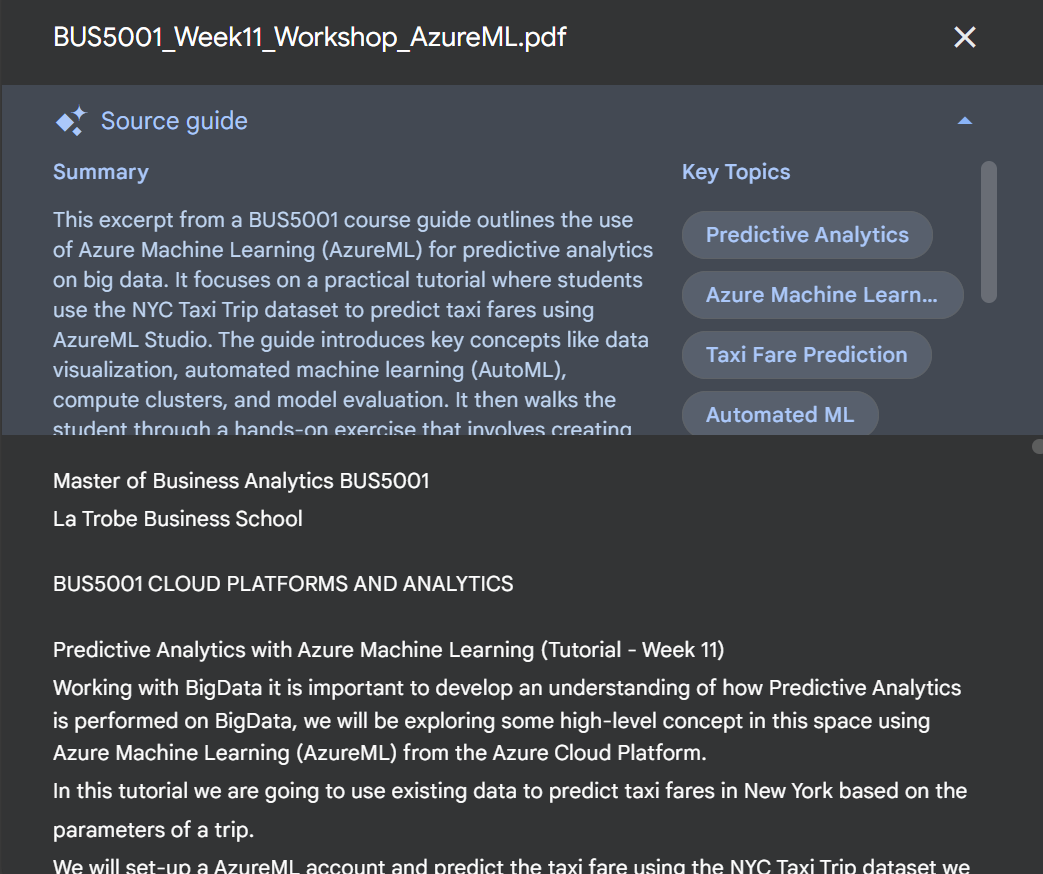 BUS5001_Week11_Workshop_AzureML.pdf
Source guide
Summary
This excerpt from a BUS5001 course guide outlines the use
of Azure Machine Learning (AzureML) for predictive analytics
on big data. It focuses on a practical tutorial where students
use the NYC Taxi Trip dataset to predict taxi fares using
AzureML Studio. The guide introduces key concepts like data
visualization, automated machine learning (AutoML),
compute clusters, and model evaluation. It then walks the
student through a hands-on exercise that involves creating
Key Topics
Predictive Analytics
Azure Machine Learn...
Taxi Fare Prediction
Automated ML
Master of Business Analytics BUS5001
La Trobe Business School
BUS5001 CLOUD PLATFORMS AND ANALYTICS
Predictive Analytics with Azure Machine Learning (Tutorial - Week 11)
Working with BigData it is important to develop an understanding of how Predictive Analytics
is performed on BigData, we will be exploring some high-level concept in this space using
Azure Machine Learning (AzureML) from the Azure Cloud Platform.
In this tutorial we are going to use existing data to predict taxi fares in New York based on the
parameters of a trip.
We will set-up a AzureML account and predict the taxi fare using the NYC Taxi Trip dataset we